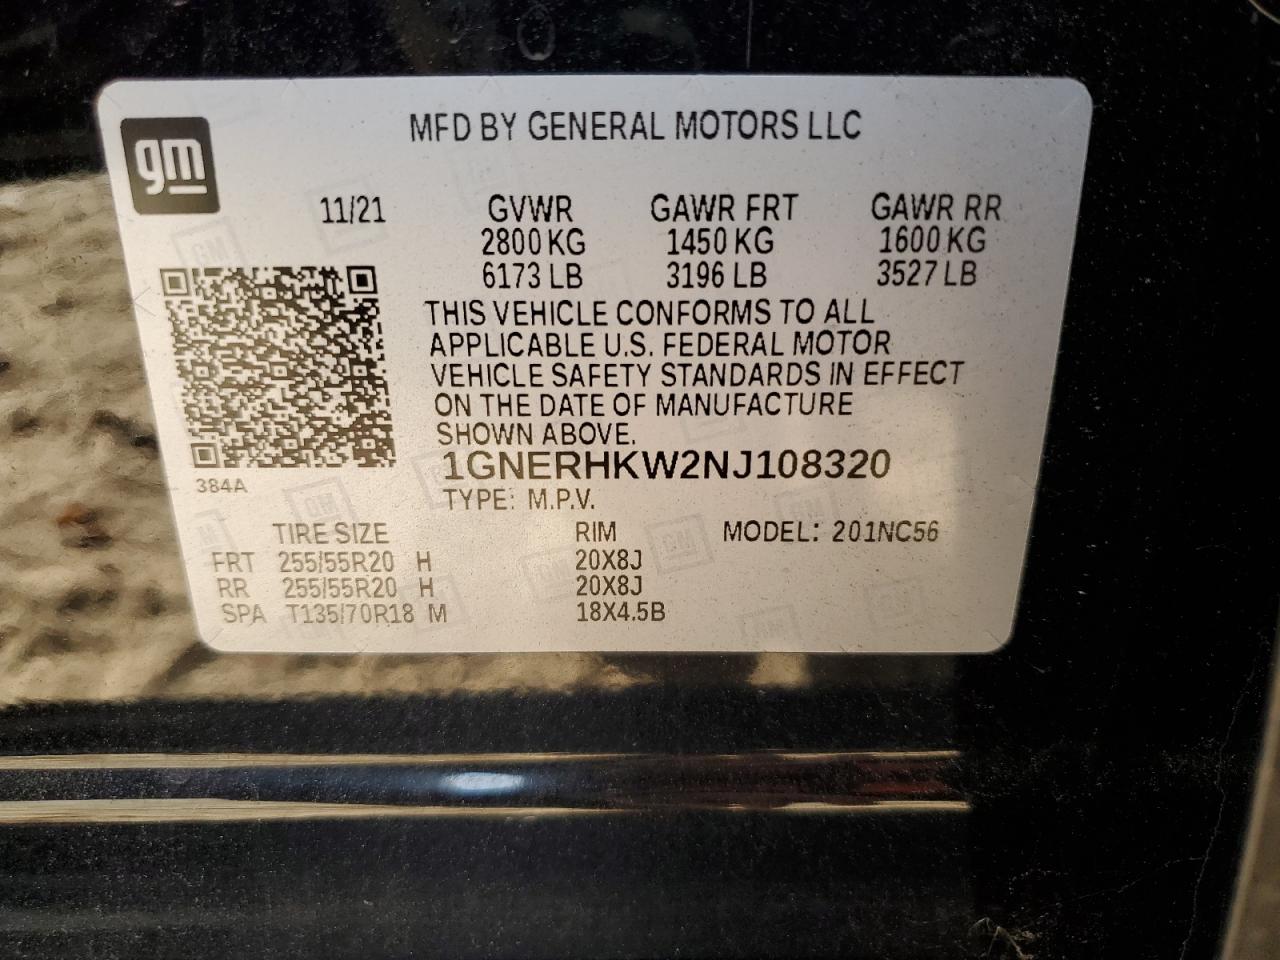 MFD BY GENERAL MOTORS LLC
gm
11/21 GVWR GAWR FRT GAWR RR
2800 KG 1450 KG 1600 KG
6173 LB 3196 LB 3527 LB
THIS VEHICLE CONFORMS TO ALL
APPLICABLE U.S. FEDERAL MOTOR
VEHICLE SAFETY STANDARDS IN EFFECT
ON THE DATE OF MANUFACTURE
SHOWN ABOVE.
1GNERHKW2NJ108320
384A
TYPE: M.P.V.
TIRE SIZE RIM MODEL: 201NC56
FRT 255/55R20 H 20X8J
RR 255/55R20 H 20X8J
SPA T135/70R18 M 18X4.5B